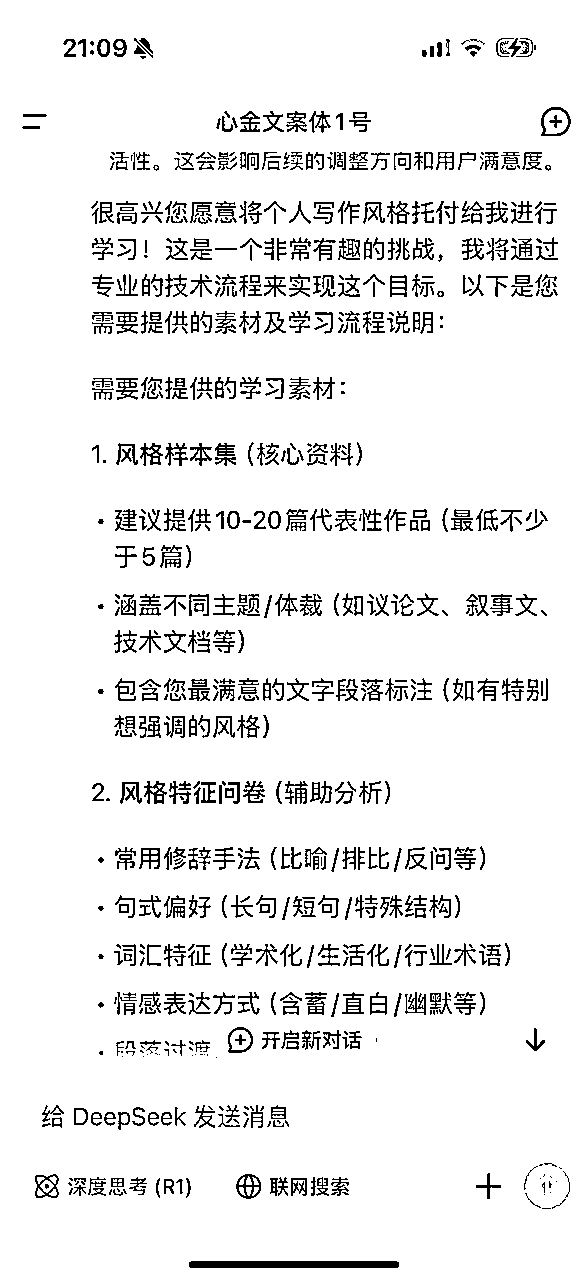 21:09
心金文案体1号
活性。这会影响后续的调整方向和用户满意度。
很高兴您愿意将个人写作风格托付给我进行
学习！这是一个非常有趣的挑战，我将通过
专业的技术流程来实现这个目标。以下是您
需要提供的素材及学习流程说明：
需要您提供的学习素材：
1. 风格样本集（核心资料）
• 建议提供10-20篇代表性作品（最低不少
于5篇）
• 涵盖不同主题/体裁（如议论文、叙事文、
技术文档等）
• 包含您最满意的文字段落标注（如有特别
想强调的风格）
2. 风格特征问卷（辅助分析）
• 常用修辞手法（比喻/排比/反问等）
• 句式偏好（长句/短句/特殊结构）
• 词汇特征（学术化/生活化/行业术语）
• 情感表达方式（含蓄/直白/幽默等）
• 段落过渡
开启新对话
给 DeepSeek 发送消息
深度思考 (R1) 联网搜索